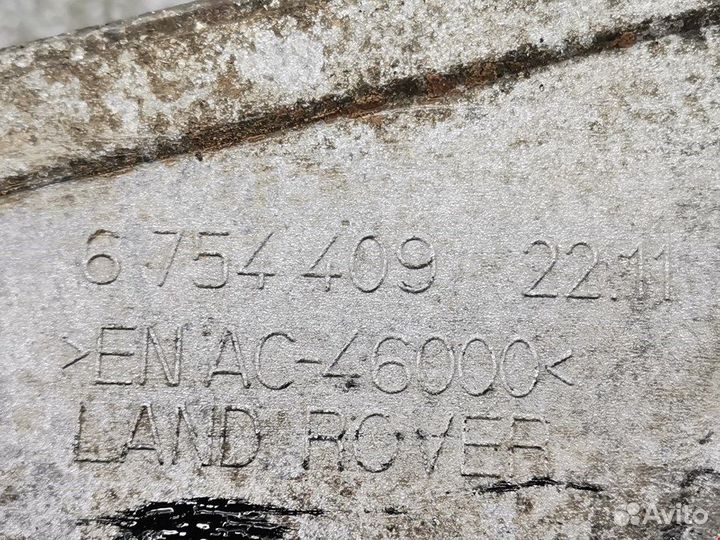 6 754 409 22.11
>EN AC-46000<
LAND ROVER
Avito